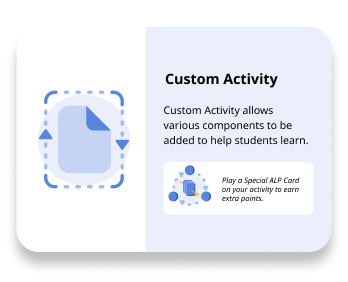 Custom Activity
Custom Activity allows
various components to be
added to help students learn.
Play a Special ALP Card
on your activity to earn
extra points.